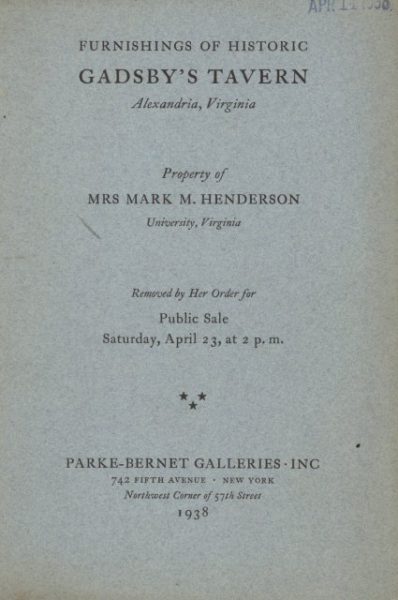 FURNISHINGS OF HISTORIC
GADSBY'S TAVERN
Alexandria, Virginia
Property of
MRS MARK M. HENDERSON
University, Virginia
Removed by Her Order for
Public Sale
Saturday, April 23, at 2 p. m.
PARKE-BERNET GALLERIES · INC
742 FIFTH AVENUE · NEW YORK
Northwest Corner of 57th Street
1938